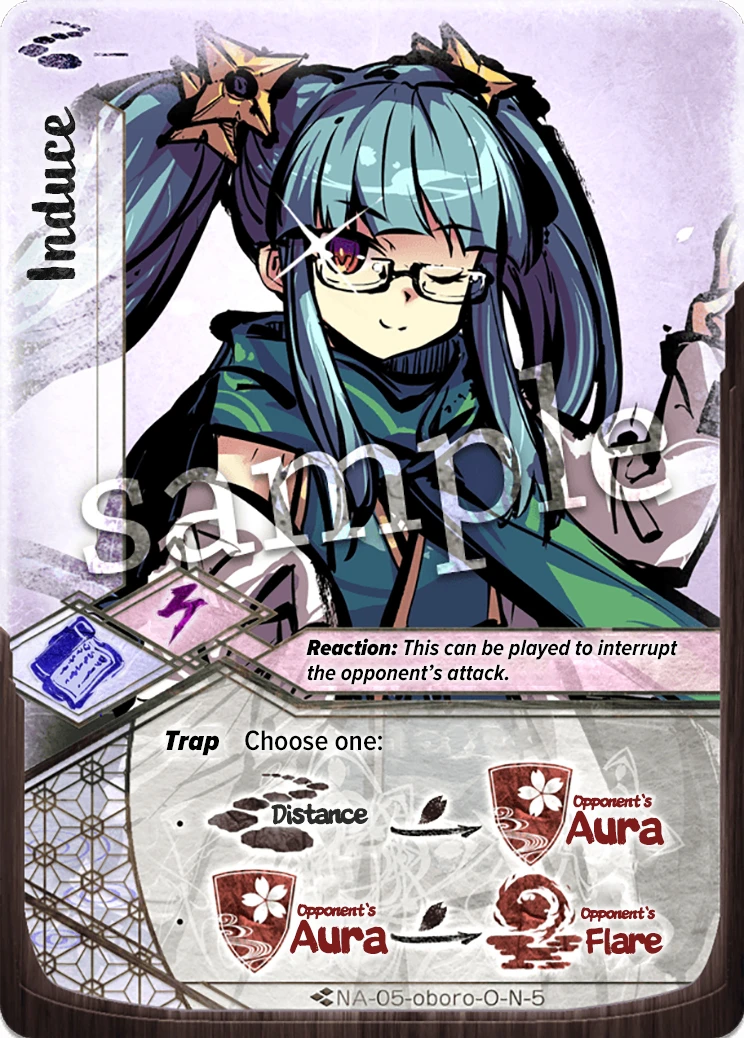 Induce
sample
Reaction: This can be played to interrupt
the opponent's attack.
Trap Choose one:
• Distance
Opponent's
Aura
• Opponent's
Aura
Opponent's
Flare
NA-05-oboro-O-N-5